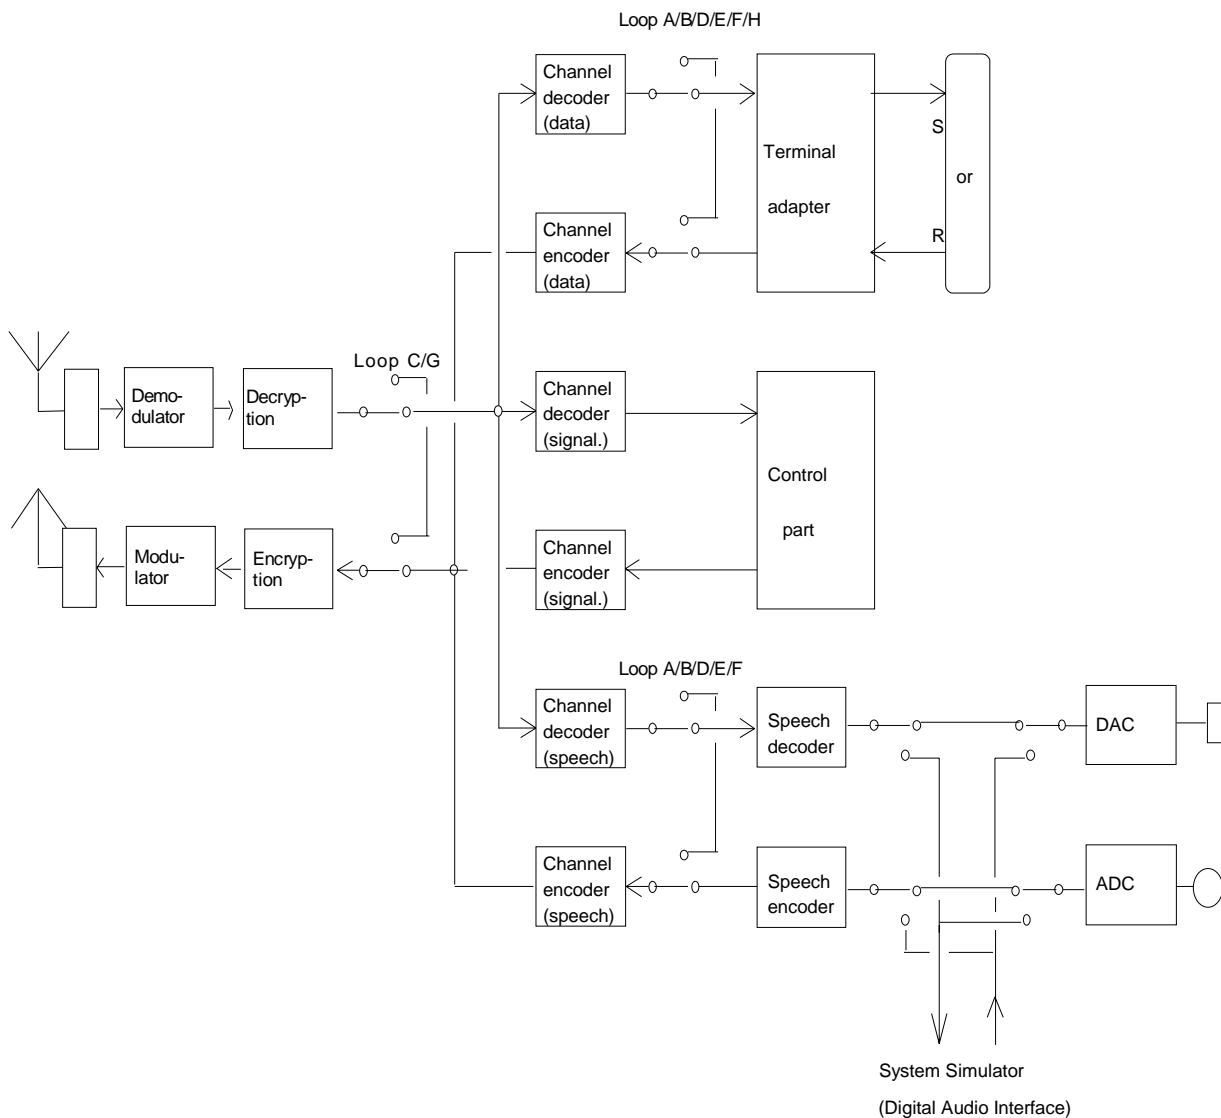 Loop A/B/D/E/F/H
Channel
decoder
(data)
Terminal
adapter
S
or
R
Channel
encoder
(data)
Loop C/G
Demo-
dulator
Decryp-
tion
Channel
decoder
(signal.)
Control
part
Modu-
lator
Encryp-
tion
Channel
encoder
(signal.)
Loop A/B/D/E/F
Channel
decoder
(speech)
Speech
decoder
DAC
Channel
encoder
(speech)
Speech
encoder
ADC
System Simulator
(Digital Audio Interface)